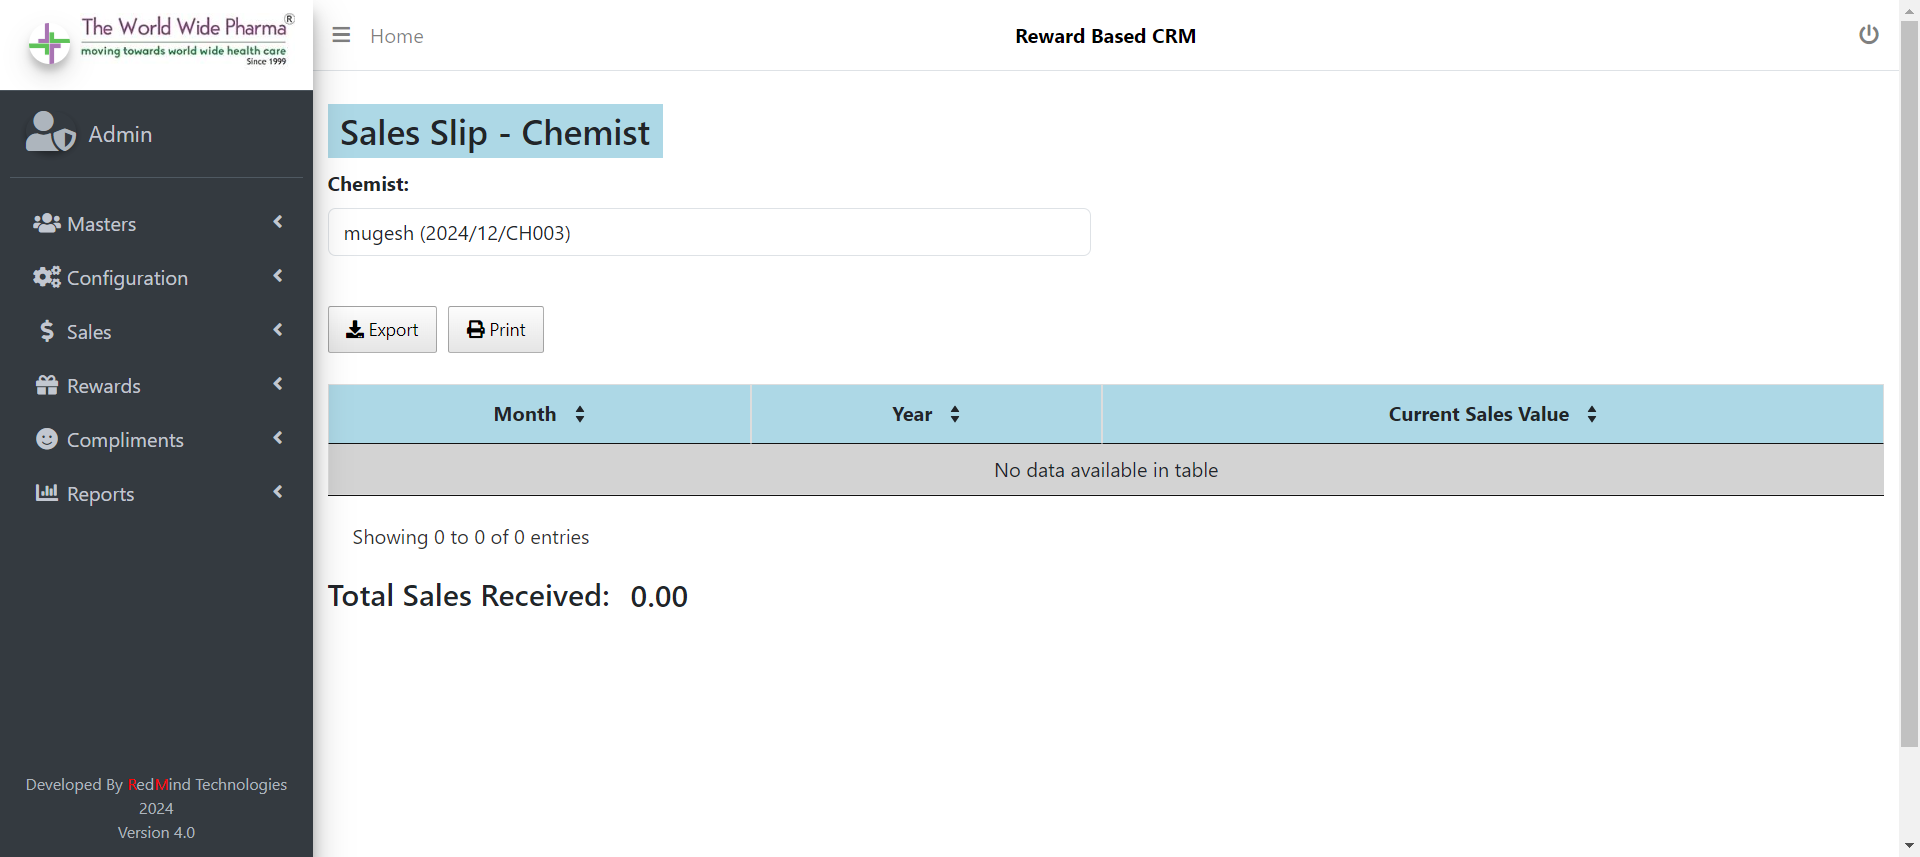 The World Wide Pharma®
moving towards world wide health care
Since 1999
Home
Reward Based CRM
Admin
Masters
Configuration
Sales
Rewards
Compliments
Reports
Developed By RedMind Technologies
2024
Version 4.0
Sales Slip - Chemist
Chemist:
mugesh (2024/12/CH003)
Export Print
Month Year Current Sales Value
No data available in table
Showing 0 to 0 of 0 entries
Total Sales Received: 0.00